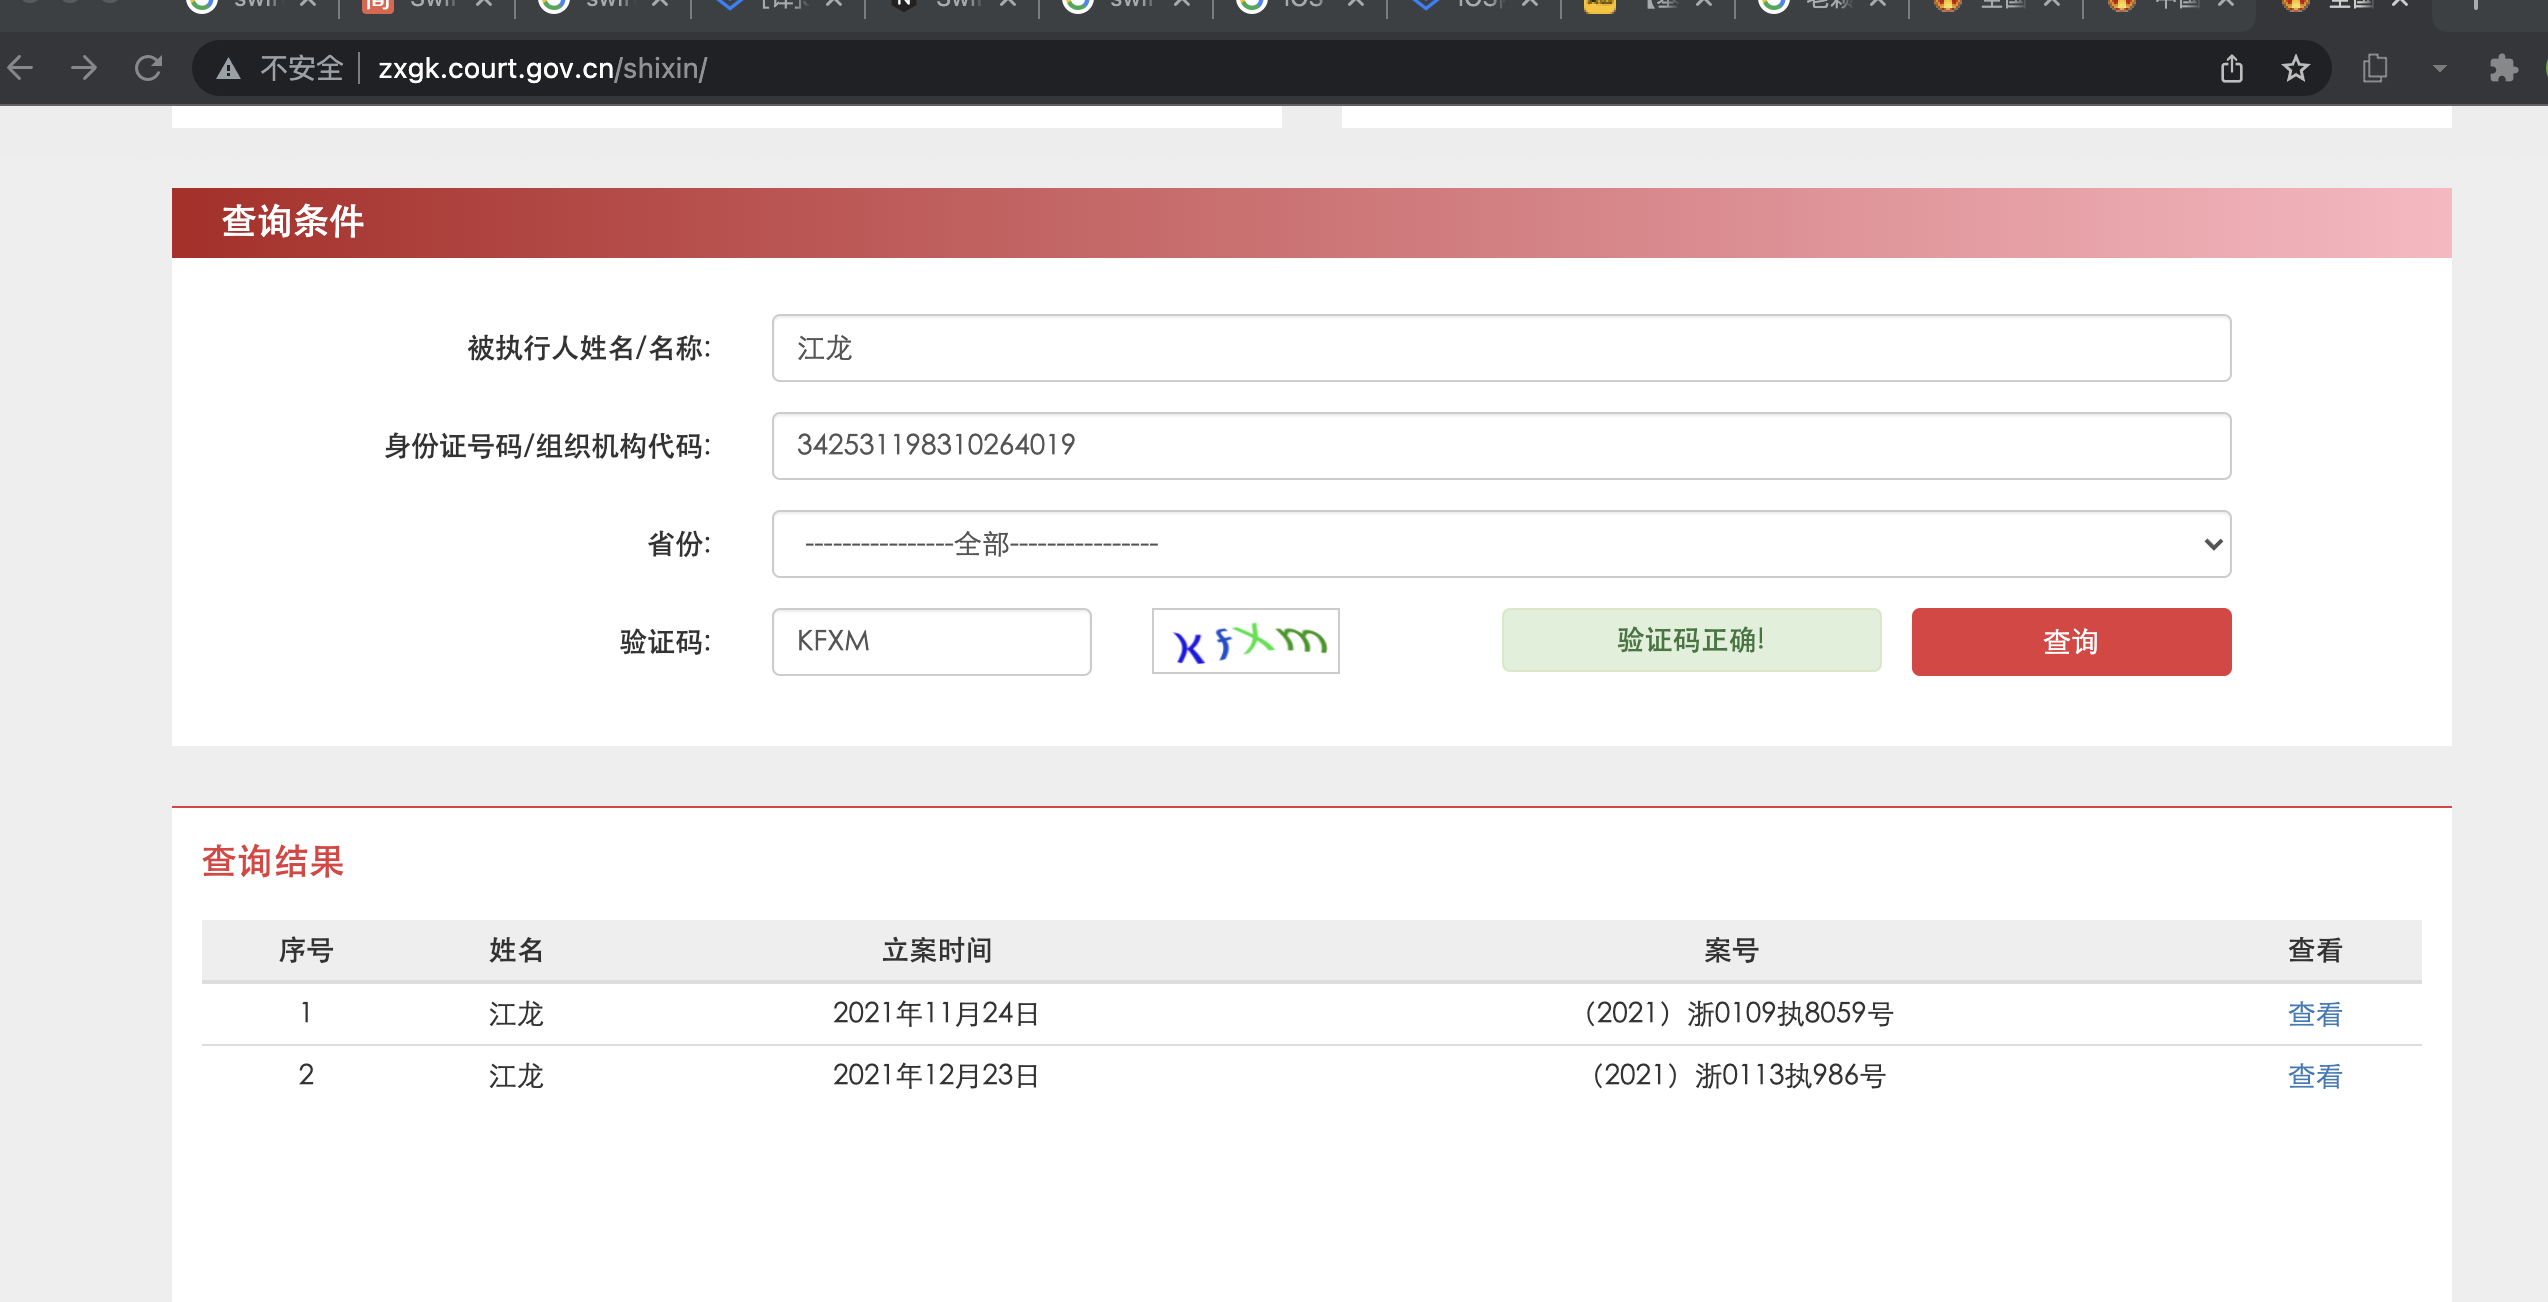 不安全 zxgk.court.gov.cn/shixin/
查询条件
被执行人姓名/名称: 江龙
身份证号码/组织机构代码: 342531198310264019
省份: ----------------全部----------------
验证码: KFXM KfXm 验证码正确! 查询
查询结果
序号 姓名 立案时间 案号 查看
1 江龙 2021年11月24日 （2021）浙0109执8059号 查看
2 江龙 2021年12月23日 （2021）浙0113执986号 查看